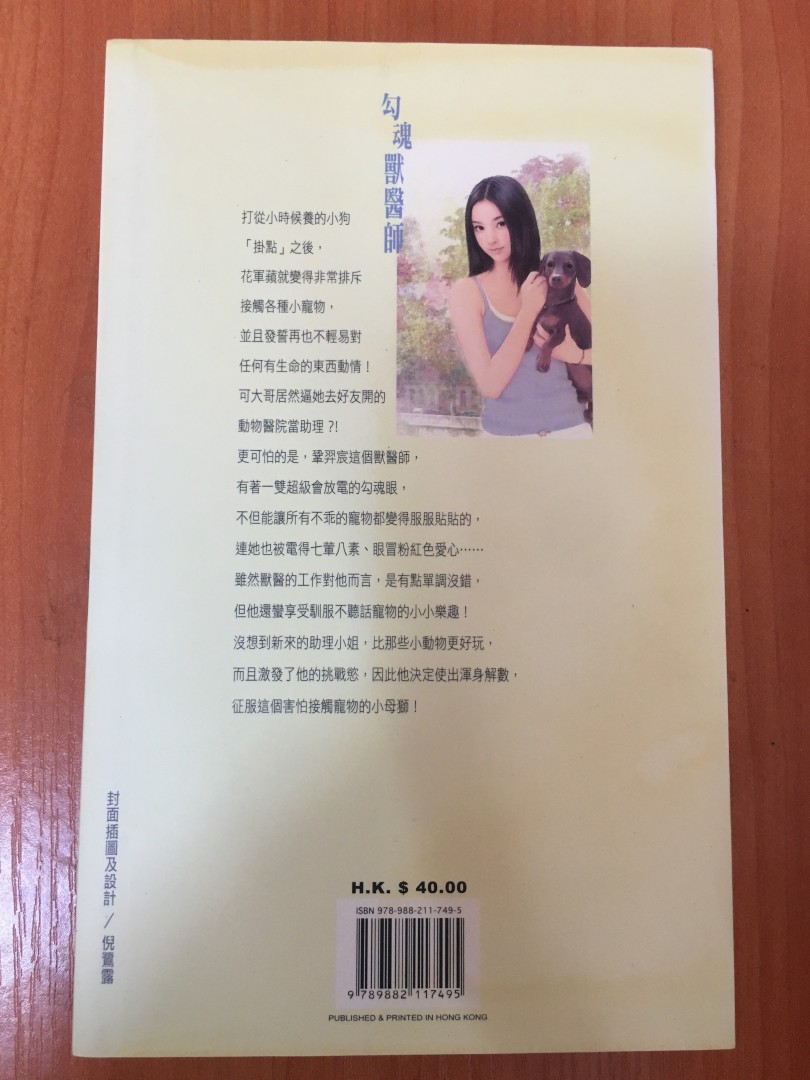 勾魂獸醫師
打從小時候養的小狗
「掛點」之後，
花軍蘋就變得非常排斥
接觸各種小寵物，
並且發誓再也不輕易對
任何有生命的東西動情！
可大哥居然逼她去好友開的
動物醫院當助理?!
更可怕的是，鞏羿宸這個獸醫師，
有著一雙超級會放電的勾魂眼，
不但能讓所有不乖的寵物都變得服服貼貼的，
連她也被電得七葷八素、眼冒粉紅色愛心……
雖然獸醫的工作對他而言，是有點單調沒錯，
但他還蠻享受馴服不聽話寵物的小小樂趣！
沒想到新來的助理小姐，比那些小動物更好玩，
而且激發了他的挑戰慾，因此他決定使出渾身解數，
征服這個害怕接觸寵物的小母獅！
封面插圖及設計／倪鷺露
H.K. $ 40.00
ISBN 978-988-211-749-5
9 789882 117495
PUBLISHED & PRINTED IN HONG KONG